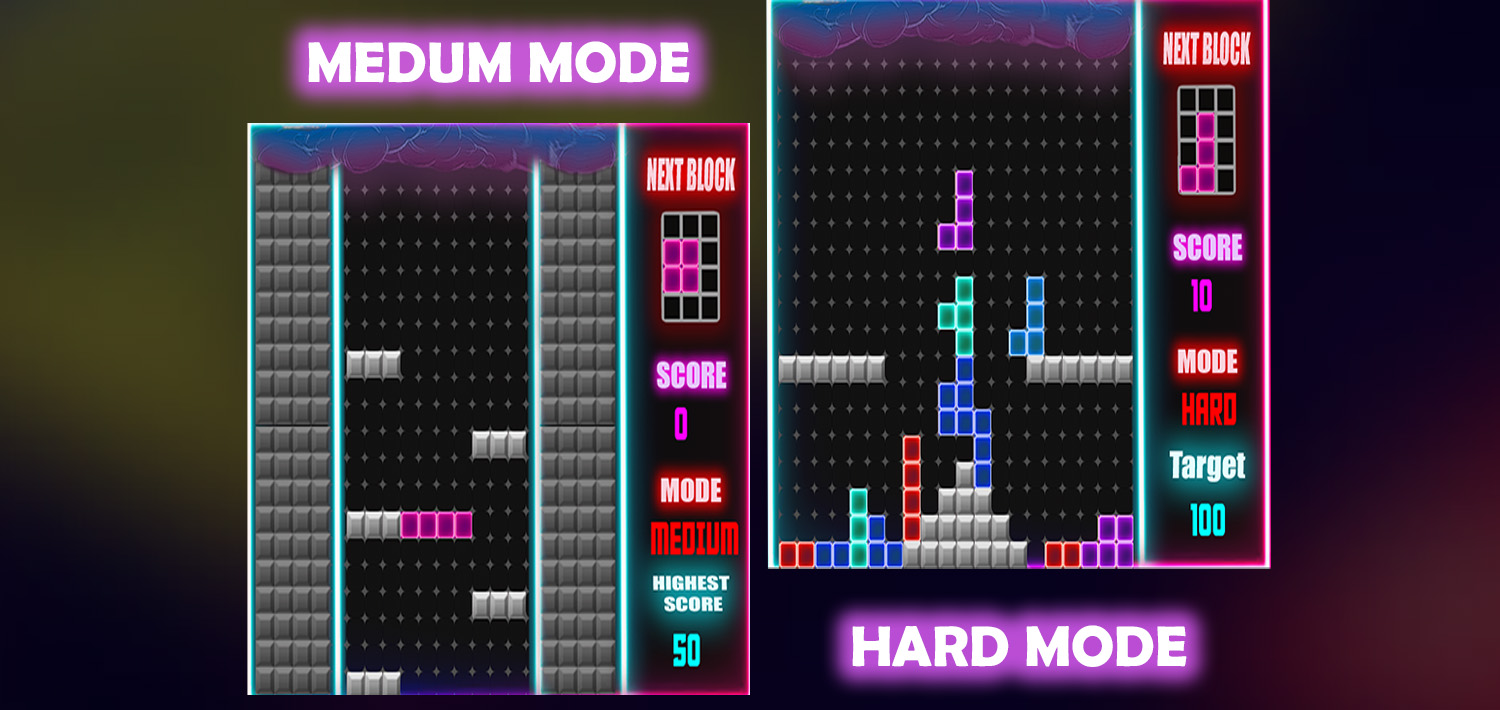 MEDUM MODE
NEXT BLOCK
SCORE
0
MODE
MEDIUM
HIGHEST
SCORE
50
NEXT BLOCK
SCORE
10
MODE
HARD
Target
100
HARD MODE